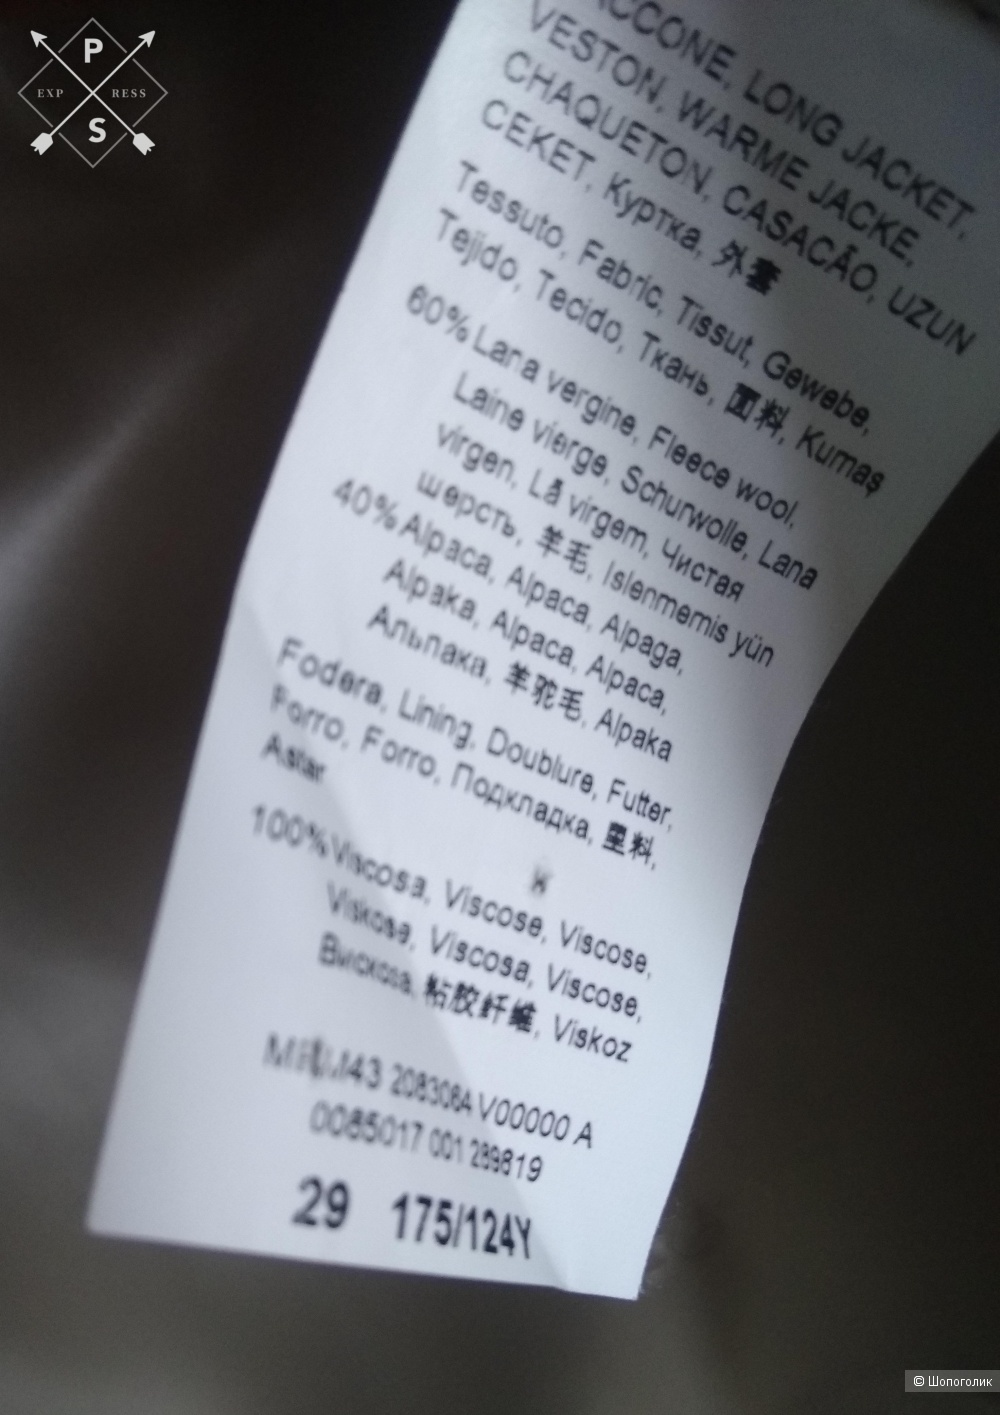 P
EXP RESS
S
CCONE, LONG JACKET,
VESTON, WARME JACKE,
CHAQUETON, CASACÃO, UZUN
CEKET, Куртка, 外套
Tessuto, Fabric, Tissut, Gewebe,
Tejido, Tecido, Ткань, 面料, Kumaş
60% Lana vergine, Fleece wool,
Laine vierge, Schurwolle, Lana
virgen, Lã virgem, Чистая
шерсть, 羊毛, Islenmemis yün
40% Alpaca, Alpaca, Alpaga,
Alpaka, Alpaca, Alpaca,
Альпака, 羊驼毛, Alpaka
Fodera, Lining, Doublure, Futter,
Forro, Forro, Подкладка, 里料,
Astar
100% Viscosa, Viscose, Viscose,
Viskose, Viscosa, Viscose,
Вискоза, 粘胶纤维, Viskoz
208308A V00000 A
0085017 001 289819
29 175/124Y
© Шопоголик